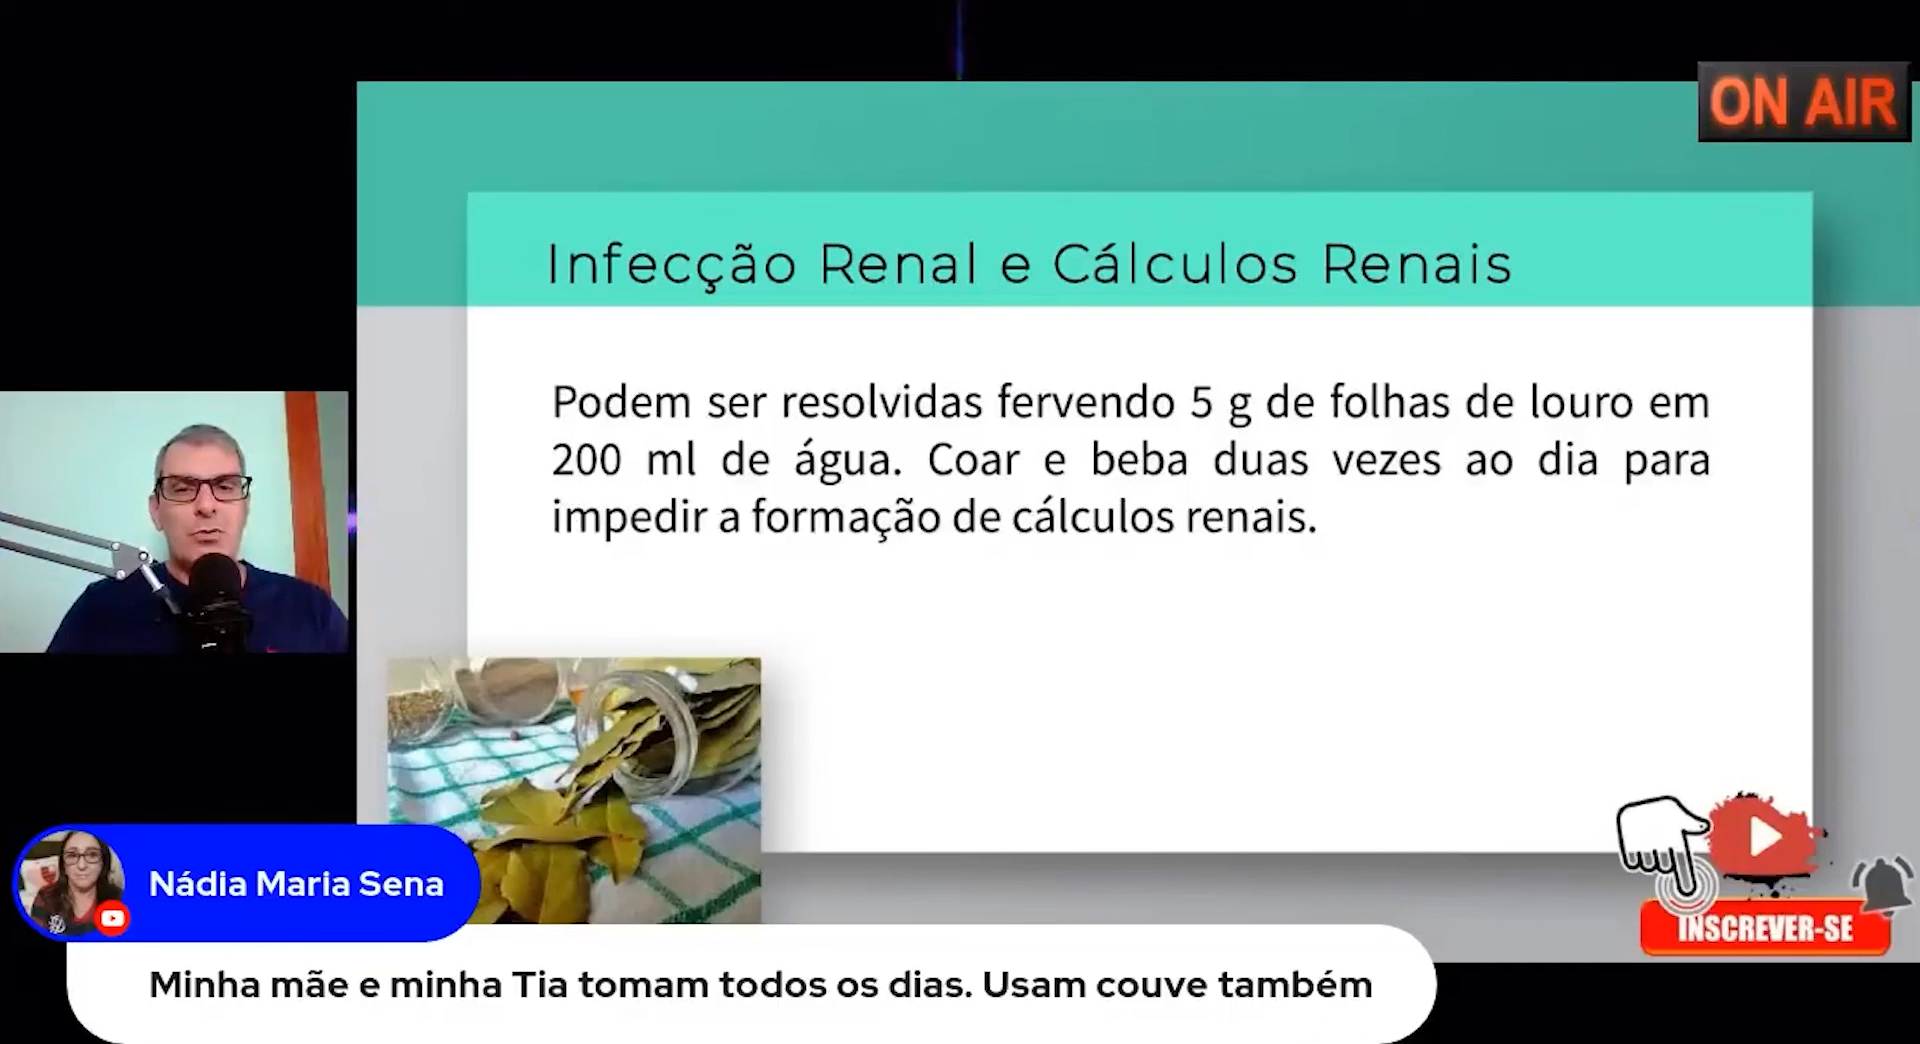 ON AIR
Infecção Renal e Cálculos Renais
Podem ser resolvidas fervendo 5 g de folhas de louro em
200 ml de água. Coar e beba duas vezes ao dia para
impedir a formação de cálculos renais.
INSCREVER-SE
Nádia Maria Sena
Minha mãe e minha Tia tomam todos os dias. Usam couve também